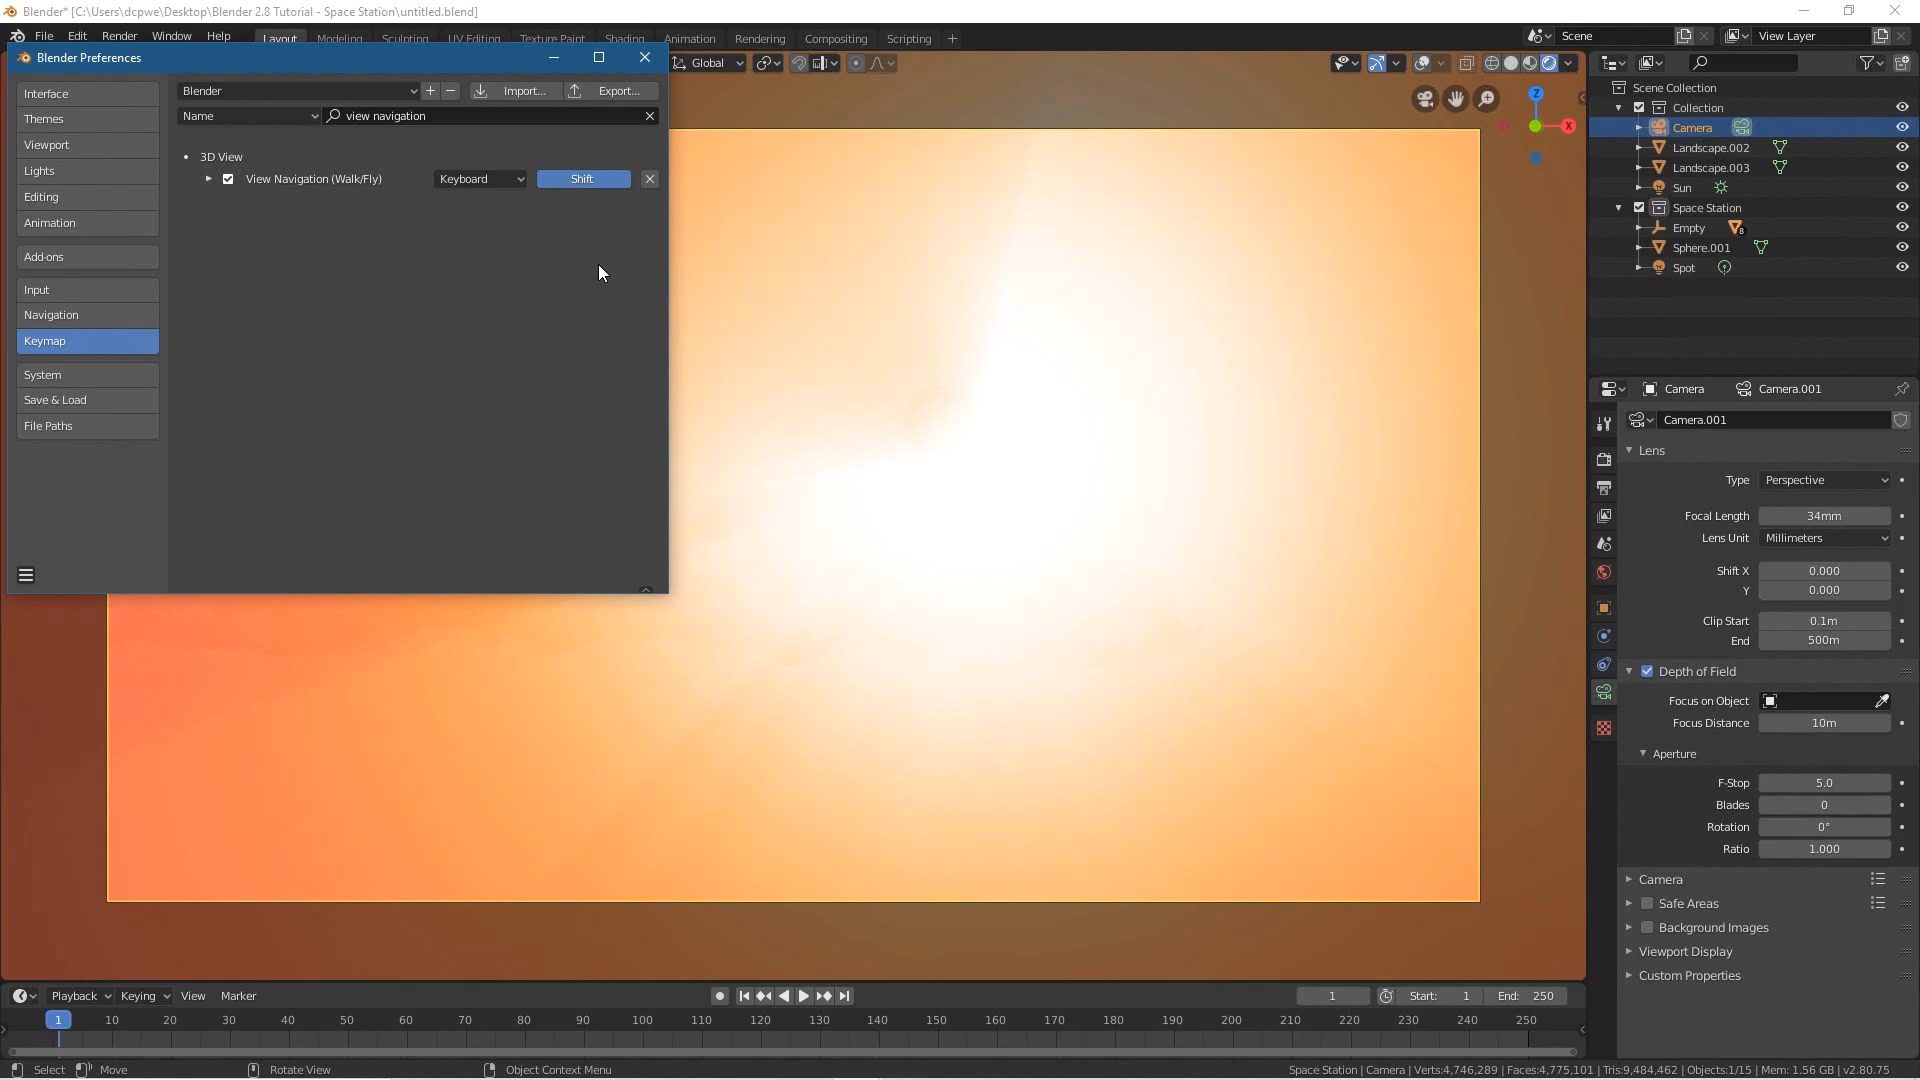 Blender* [C:\Users\dcpwe\Desktop\Blender 2.8 Tutorial - Space Station\untitled.blend]
File Edit Render Window Help Layout Modeling Sculpting UV Editing Texture Paint Shading Animation Rendering Compositing Scripting + Scene View Layer
Blender Preferences
Global
Interface
Themes
Viewport
Lights
Editing
Animation
Add-ons
Input
Navigation
Keymap
System
Save & Load
File Paths
Blender + − Import... Export...
Name view navigation
3D View
View Navigation (Walk/Fly) Keyboard Shift
Z
X
Scene Collection
Collection
Camera
Landscape.002
Landscape.003
Sun
Space Station
Empty 8
Sphere.001
Spot
Camera Camera.001
Camera.001
Lens
Type Perspective
Focal Length 34mm
Lens Unit Millimeters
Shift X 0.000
Y 0.000
Clip Start 0.1m
End 500m
Depth of Field
Focus on Object
Focus Distance 10m
Aperture
F-Stop 5.0
Blades 0
Rotation 0°
Ratio 1.000
Camera
Safe Areas
Background Images
Viewport Display
Custom Properties
Playback Keying View Marker 1 Start: 1 End: 250
1 10 20 30 40 50 60 70 80 90 100 110 120 130 140 150 160 170 180 190 200 210 220 230 240 250
Select Move Rotate View Object Context Menu Space Station | Camera | Verts:4,746,289 | Faces:4,775,101 | Tris:9,484,462 | Objects:1/15 | Mem: 1.56 GB | v2.80.75